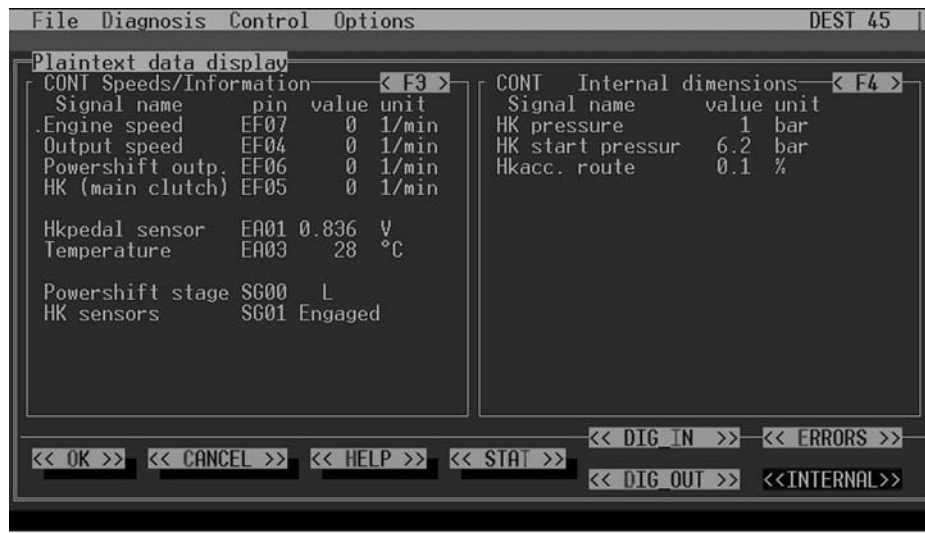 File Diagnosis Control Options DEST 45
Plaintext data display
CONT Speeds/Information < F3 >
Signal name pin value unit
.Engine speed EF07 0 1/min
Output speed EF04 0 1/min
Powershift outp. EF06 0 1/min
HK (main clutch) EF05 0 1/min
Hkpedal sensor EA01 0.836 V
Temperature EA03 28 °C
Powershift stage SG00 L
HK sensors SG01 Engaged
CONT Internal dimensions < F4 >
Signal name value unit
HK pressure 1 bar
HK start pressur 6.2 bar
Hkacc. route 0.1 %
<< DIG_IN >> << ERRORS >>
<< OK >> << CANCEL >> << HELP >> << STAT >>
<< DIG_OUT >> <<INTERNAL>>